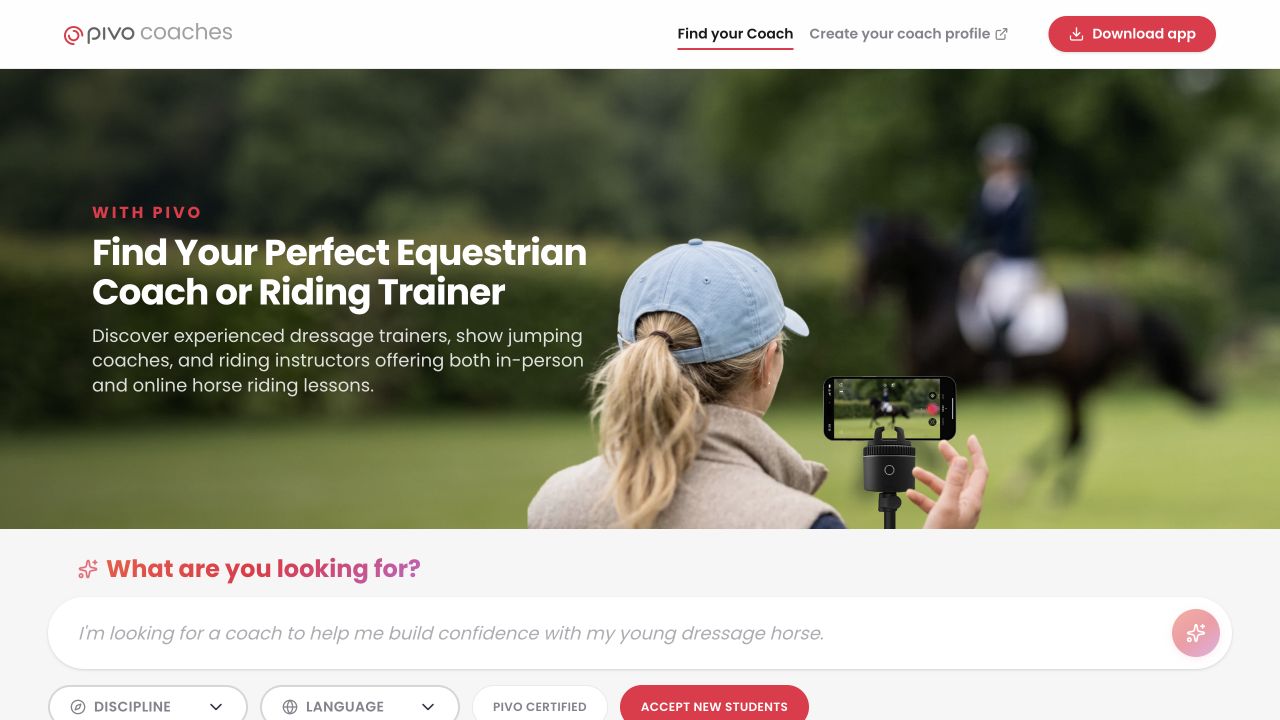 pivo coaches
Find your Coach
Create your coach profile
Download app
WITH PIVO
Find Your Perfect Equestrian
Coach or Riding Trainer
Discover experienced dressage trainers, show jumping
coaches, and riding instructors offering both in-person
and online horse riding lessons.
What are you looking for?
I'm looking for a coach to help me build confidence with my young dressage horse.
DISCIPLINE
LANGUAGE
PIVO CERTIFIED
ACCEPT NEW STUDENTS